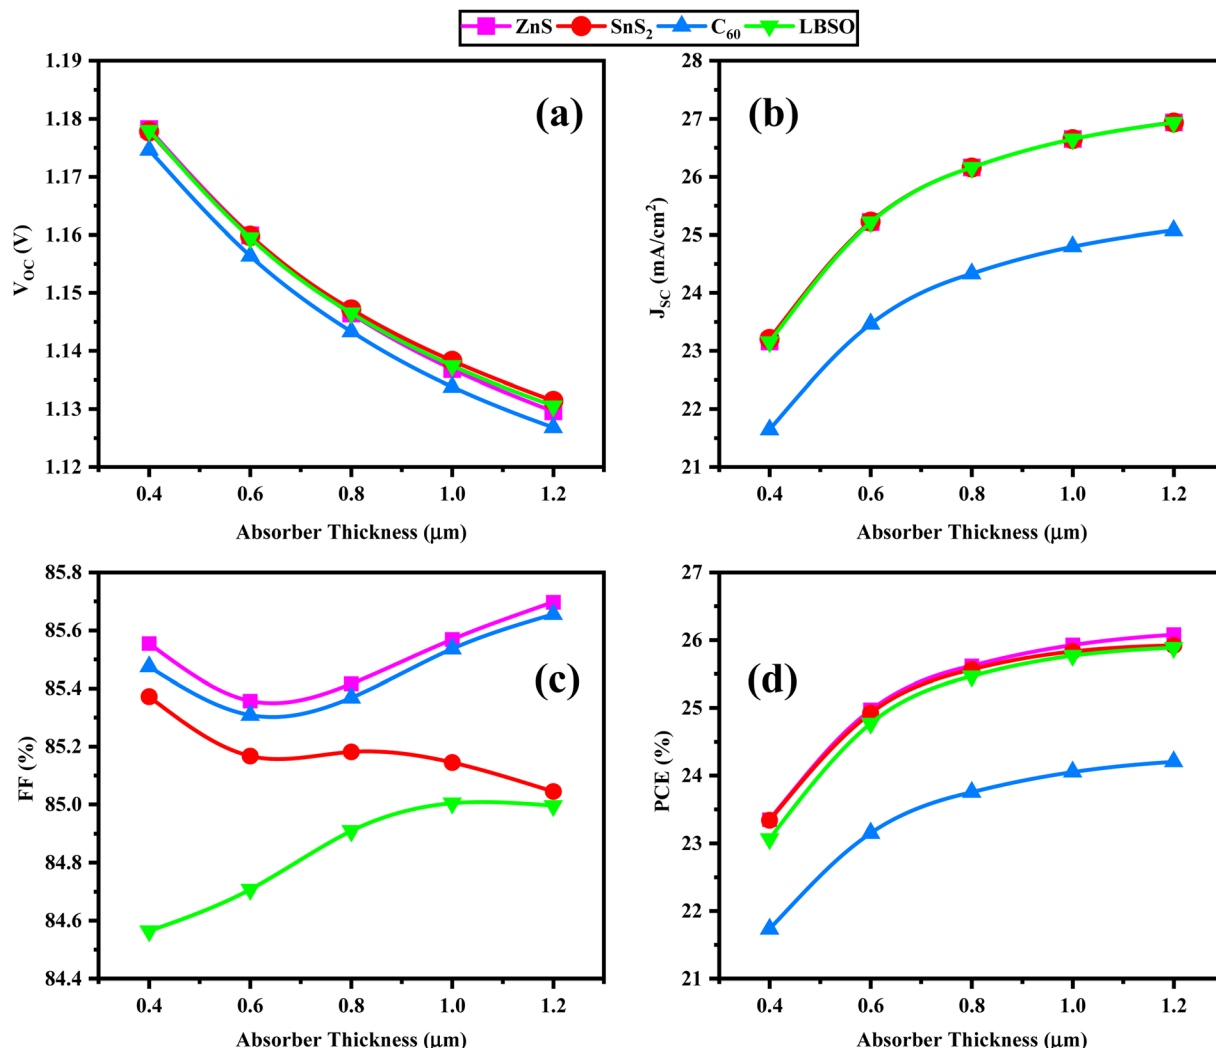 ZnS SnS₂ C₆₀ LBSO
1.19
1.18
1.17
1.16
1.15
1.14
1.13
1.12
V_OC (V)
(a)
0.4 0.6 0.8 1.0 1.2
Absorber Thickness (μm)
28
27
26
25
24
23
22
21
J_SC (mA/cm²)
(b)
0.4 0.6 0.8 1.0 1.2
Absorber Thickness (μm)
85.8
85.6
85.4
85.2
85.0
84.8
84.6
84.4
FF (%)
(c)
0.4 0.6 0.8 1.0 1.2
Absorber Thickness (μm)
27
26
25
24
23
22
21
PCE (%)
(d)
0.4 0.6 0.8 1.0 1.2
Absorber Thickness (μm)